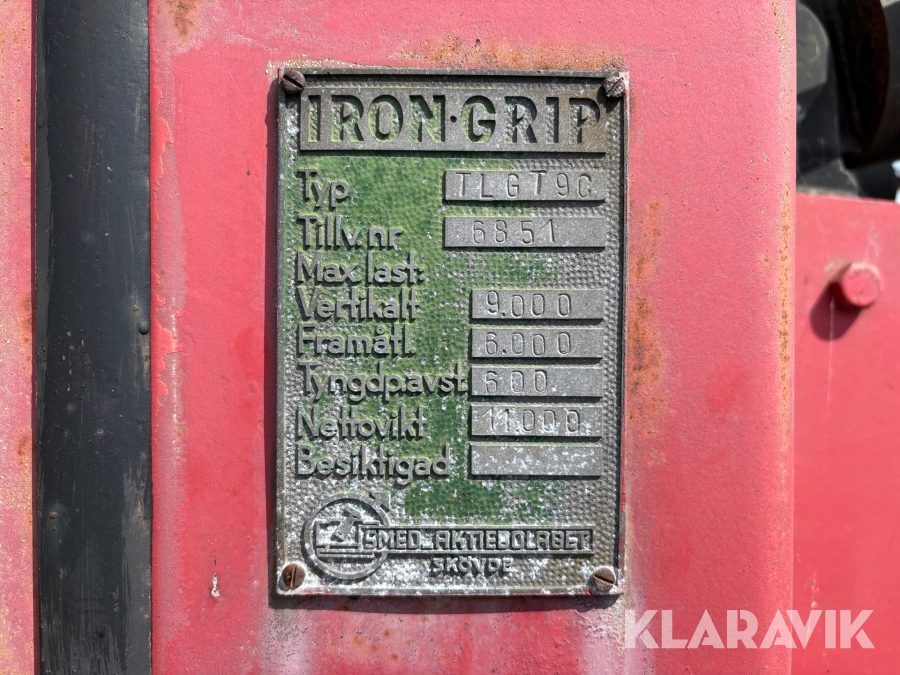 IRON·GRIP
Typ TLGT9C
Tillv.nr 6851
Max last:
Vertikalt 9.000
Framåtl. 6.000
Tyngdp.avst. 600
Nettovikt 11.000
Besiktigad
SMED-AKTIEBOLAGET
SKÖVDE
KLARAVIK